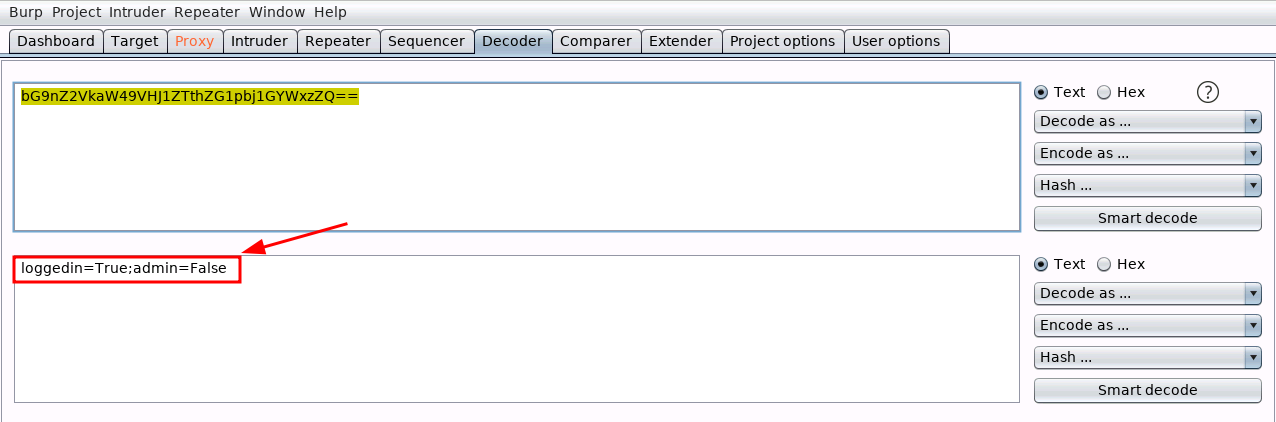 Burp Project Intruder Repeater Window Help
Dashboard Target Proxy Intruder Repeater Sequencer Decoder Comparer Extender Project options User options
bG9nZ2VkaW49VHJ1ZTthZG1pbj1GYWxzZQ==
Text Hex ?
Decode as ...
Encode as ...
Hash ...
Smart decode
loggedin=True;admin=False
Text Hex
Decode as ...
Encode as ...
Hash ...
Smart decode